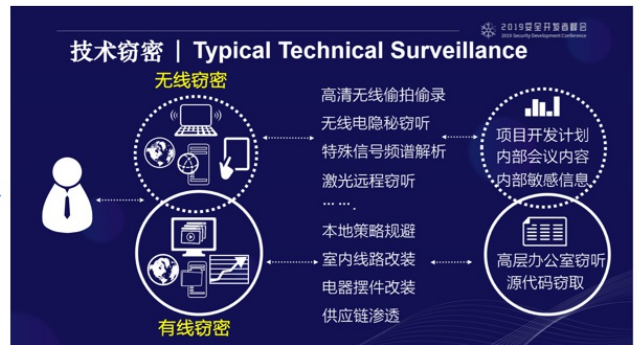 2019安全开发者峰会
2019 Security Development Conference
技术窃密 | Typical Technical Surveillance
无线窃密
高清无线偷拍偷录
无线电隐秘窃听
特殊信号频谱解析
激光远程窃听
… ….
项目开发计划
内部会议内容
内部敏感信息
本地策略规避
室内线路改装
电器摆件改装
供应链渗透
高层办公室窃听
源代码窃取
有线窃密